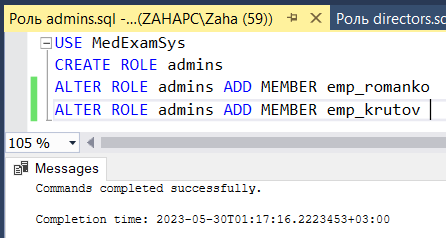 Роль admins.sql -...(ZAHAPC\Zaha (59))
Роль directors.sc
USE MedExamSys
CREATE ROLE admins
ALTER ROLE admins ADD MEMBER emp_romanko
ALTER ROLE admins ADD MEMBER emp_krutov
105 %
Messages
Commands completed successfully.
Completion time: 2023-05-30T01:17:16.2223453+03:00